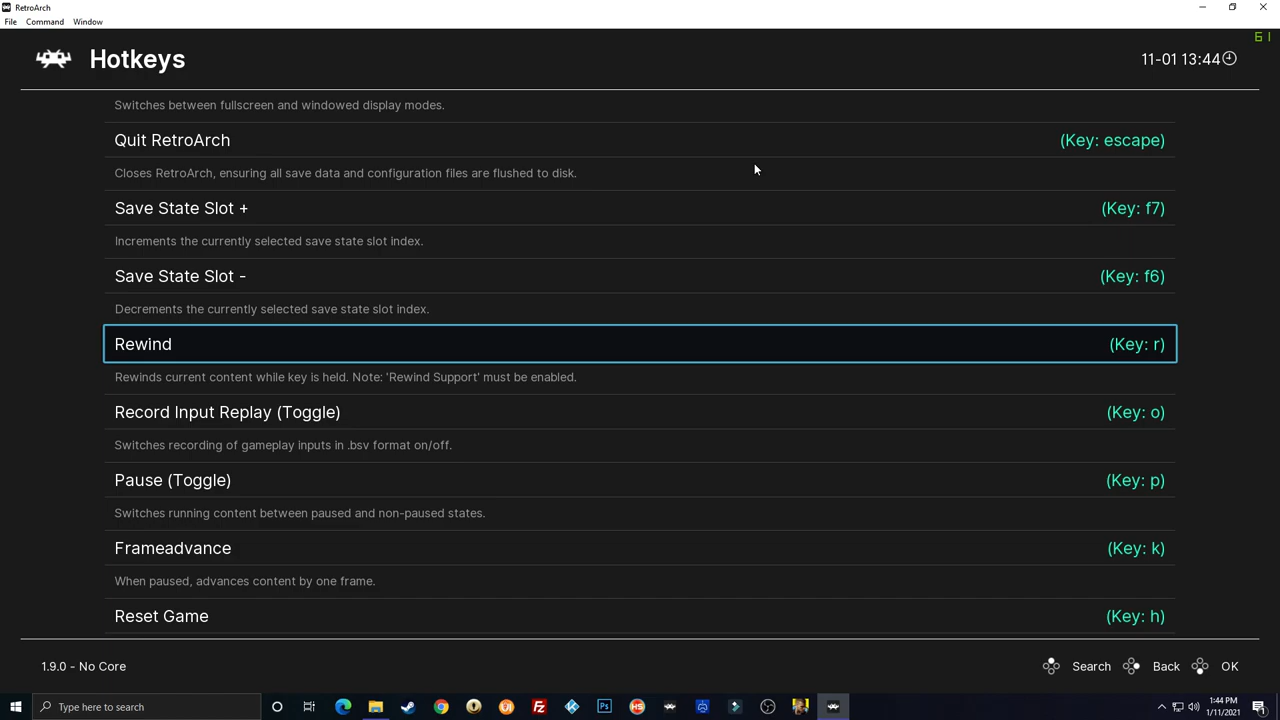 RetroArch
File Command Window
61
Hotkeys
11-01 13:44
Switches between fullscreen and windowed display modes.
Quit RetroArch (Key: escape)
Closes RetroArch, ensuring all save data and configuration files are flushed to disk.
Save State Slot + (Key: f7)
Increments the currently selected save state slot index.
Save State Slot - (Key: f6)
Decrements the currently selected save state slot index.
Rewind (Key: r)
Rewinds current content while key is held. Note: 'Rewind Support' must be enabled.
Record Input Replay (Toggle) (Key: o)
Switches recording of gameplay inputs in .bsv format on/off.
Pause (Toggle) (Key: p)
Switches running content between paused and non-paused states.
Frameadvance (Key: k)
When paused, advances content by one frame.
Reset Game (Key: h)
1.9.0 - No Core Search Back OK
Type here to search
Fz
Ps
HS
1:44 PM
1/11/2021
1